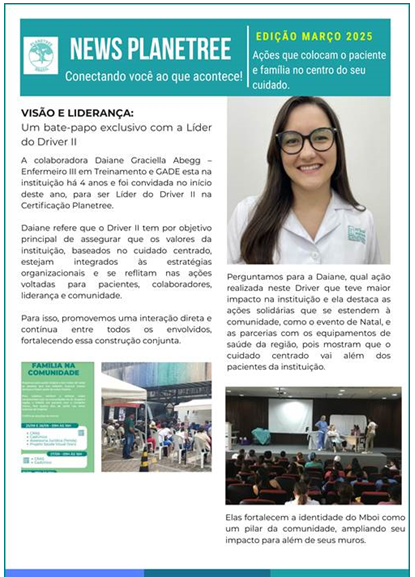 NEWS PLANETREE
Conectando você ao que acontece!
EDIÇÃO MARÇO 2025
Ações que colocam o paciente
e família no centro do seu
cuidado.
VISÃO E LIDERANÇA:
Um bate-papo exclusivo com a Líder
do Driver II
A colaboradora Daiane Graciella Abegg –
Enfermeiro III em Treinamento e GADE esta na
instituição há 4 anos e foi convidada no início
deste ano, para ser Líder do Driver II na
Certificação Planetree.
Daiane refere que o Driver II tem por objetivo
principal de assegurar que os valores da
instituição, baseados no cuidado centrado,
estejam integrados às estratégias
organizacionais e se reflitam nas ações
voltadas para pacientes, colaboradores,
liderança e comunidade.
Para isso, promovemos uma interação direta e
contínua entre todos os envolvidos,
fortalecendo essa construção conjunta.
Perguntamos para a Daiane, qual ação
realizada neste Driver que teve maior
impacto na instituição e ela destaca as
ações solidárias que se estendem à
comunidade, como o evento de Natal, e
as parcerias com os equipamentos de
saúde da região, pois mostram que o
cuidado centrado vai além dos
pacientes da instituição.
FAMÍLIA NA
COMUNIDADE
Elas fortalecem a identidade do Mboi como
um pilar da comunidade, ampliando seu
impacto para além de seus muros.